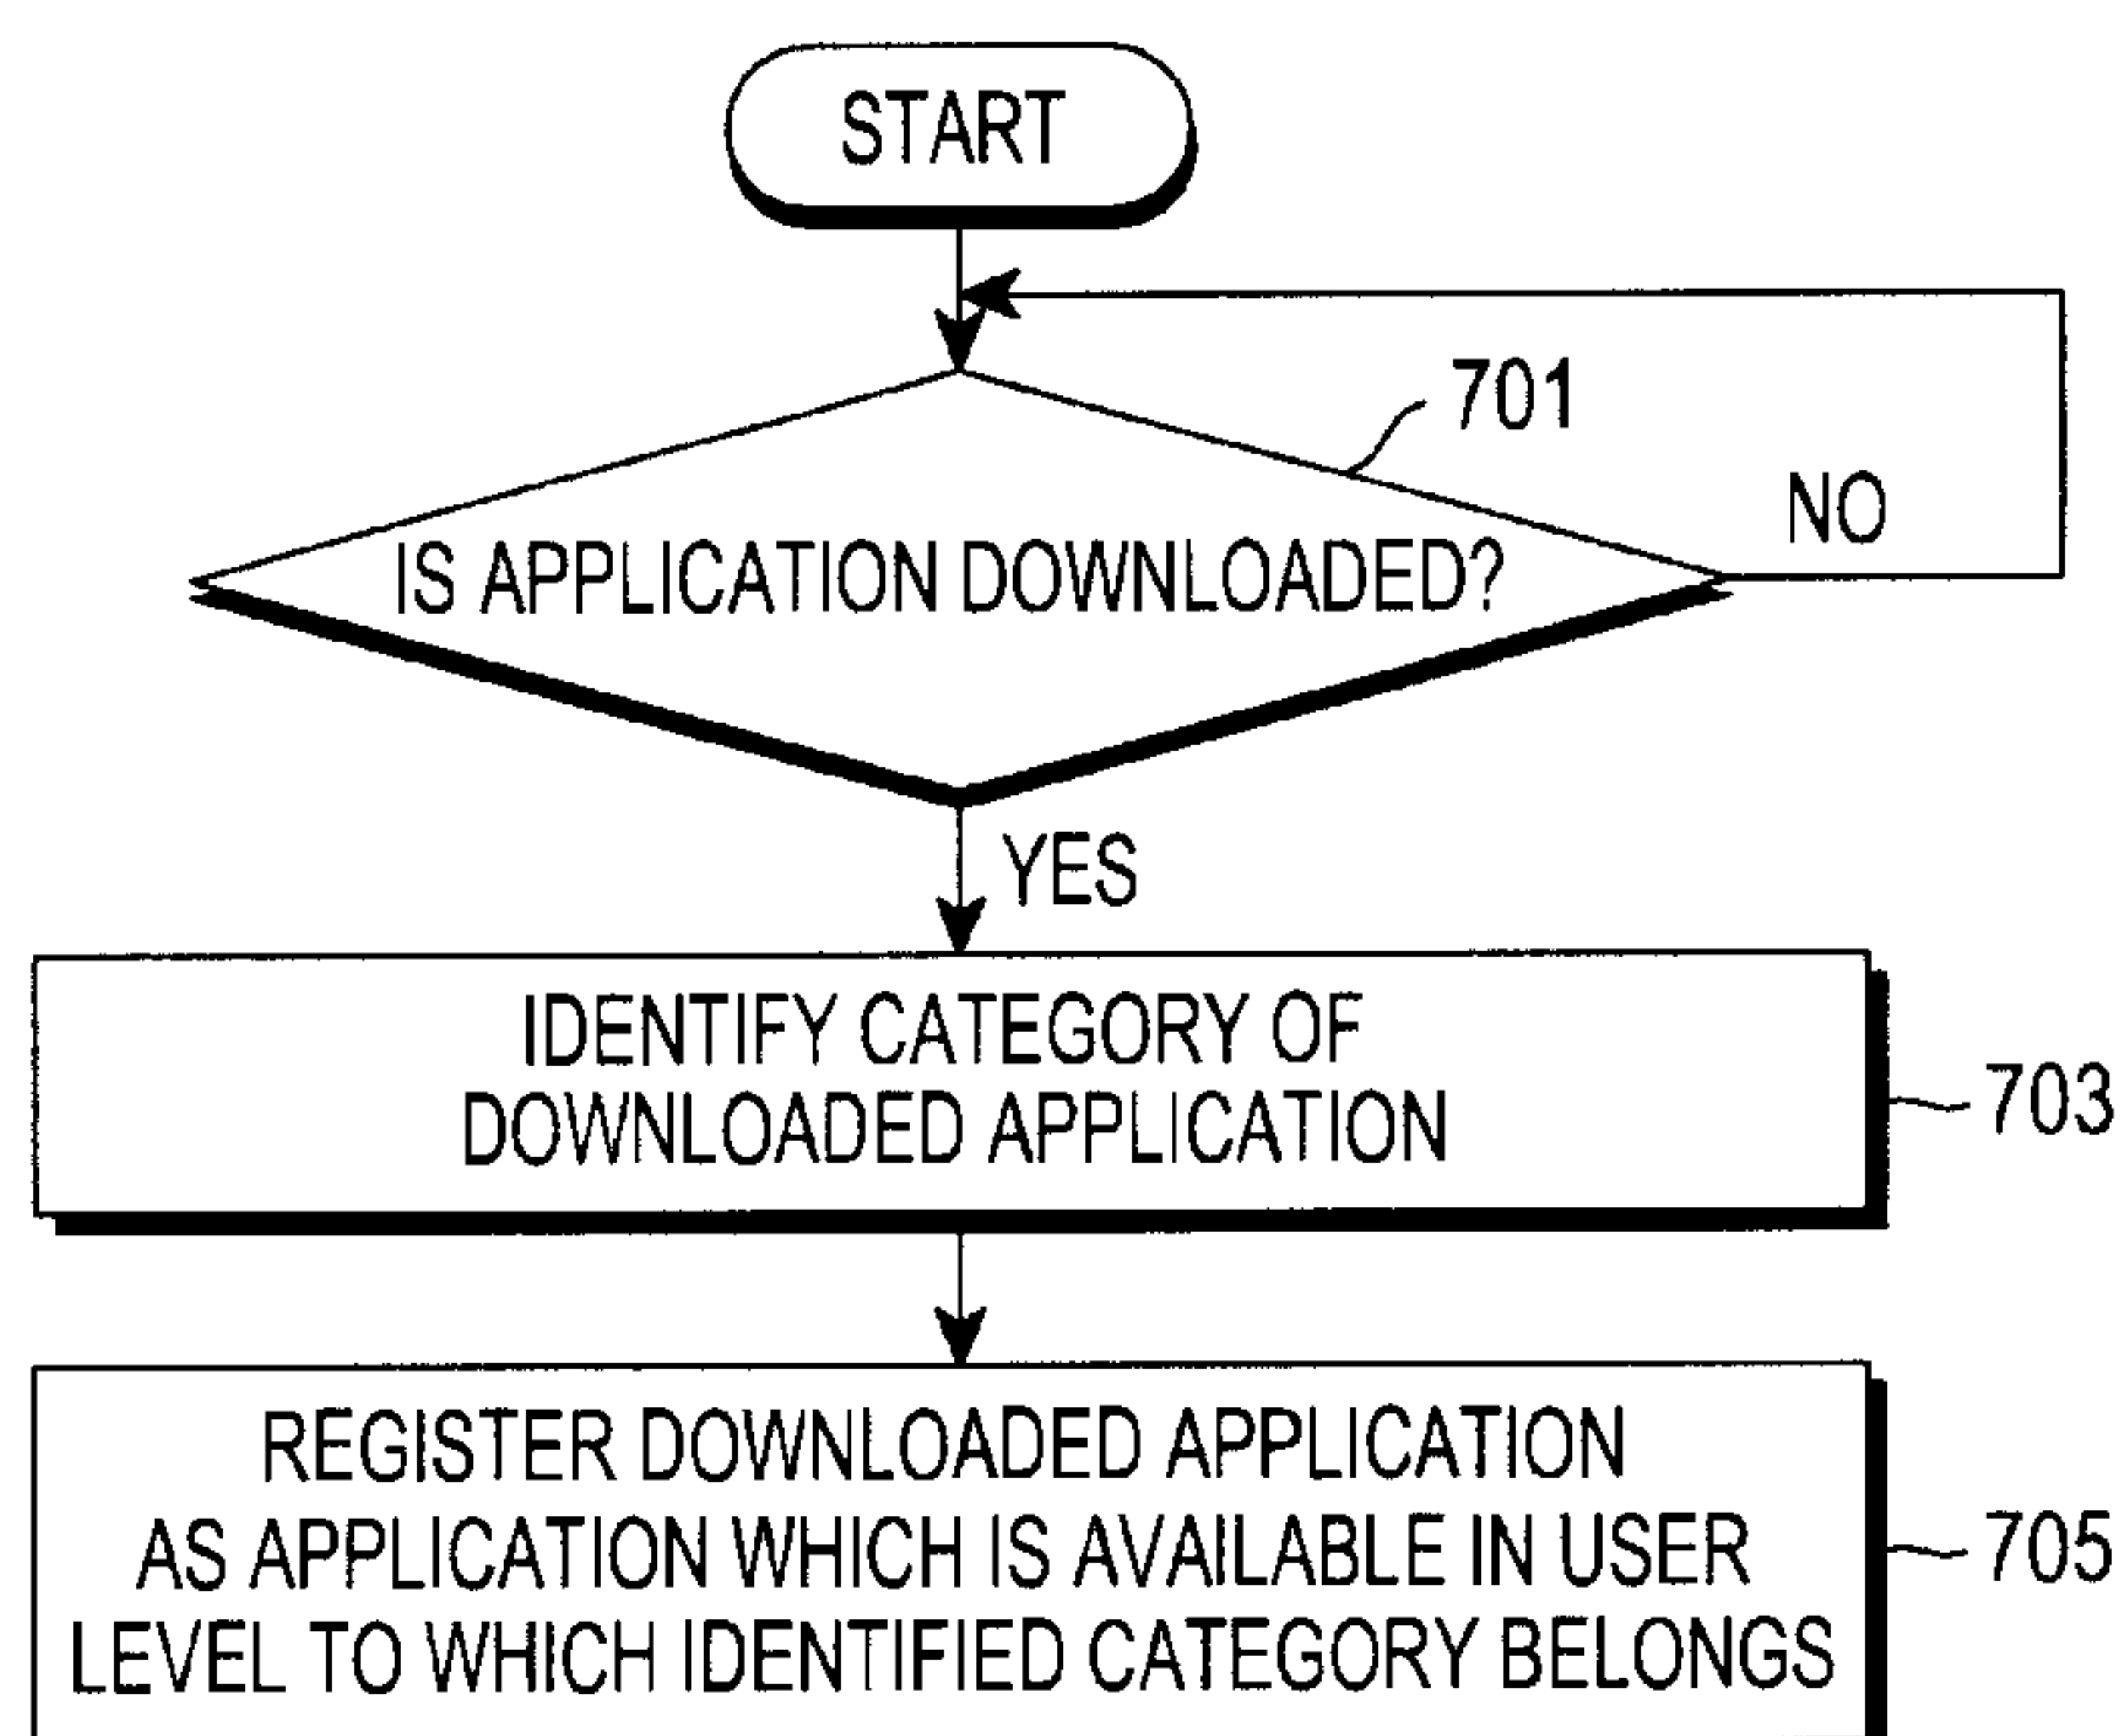 START
701
NO
IS APPLICATION DOWNLOADED?
YES
IDENTIFY CATEGORY OF
DOWNLOADED APPLICATION
703
REGISTER DOWNLOADED APPLICATION
AS APPLICATION WHICH IS AVAILABLE IN USER
LEVEL TO WHICH IDENTIFIED CATEGORY BELONGS
705